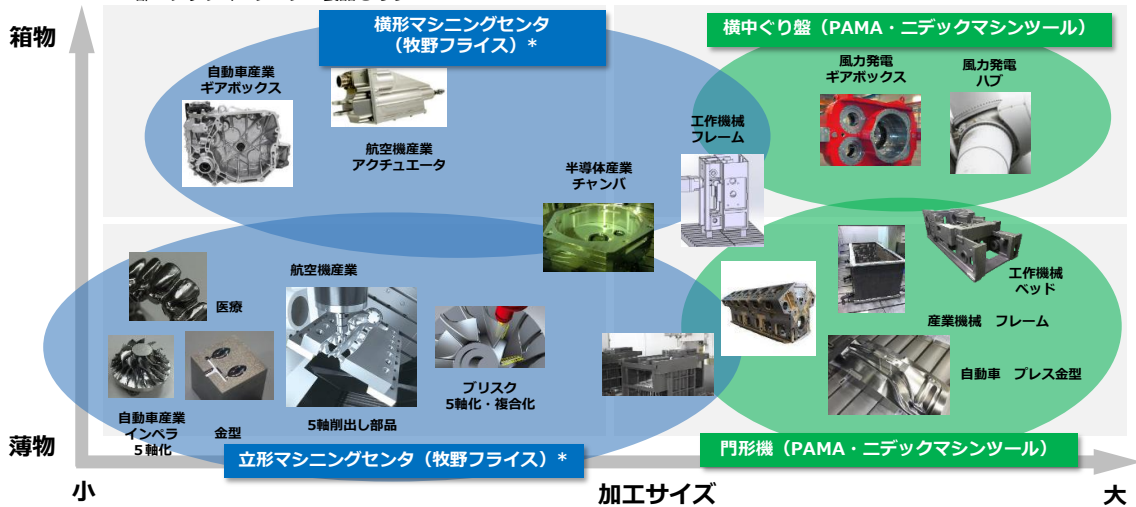 箱物
横形マシニングセンタ
（牧野フライス）*
横中ぐり盤（PAMA・ニデックマシンツール）
自動車産業
ギアボックス
航空機産業
アクチュエータ
風力発電
ギアボックス
風力発電
ハブ
工作機械
フレーム
半導体産業
チャンバ
医療
航空機産業
工作機械
ベッド
産業機械 フレーム
自動車 プレス金型
ブリスク
5軸化・複合化
5軸削出し部品
自動車産業
インペラ
５軸化
金型
薄物
立形マシニングセンタ（牧野フライス）*
門形機（PAMA・ニデックマシンツール）
小
加工サイズ
大